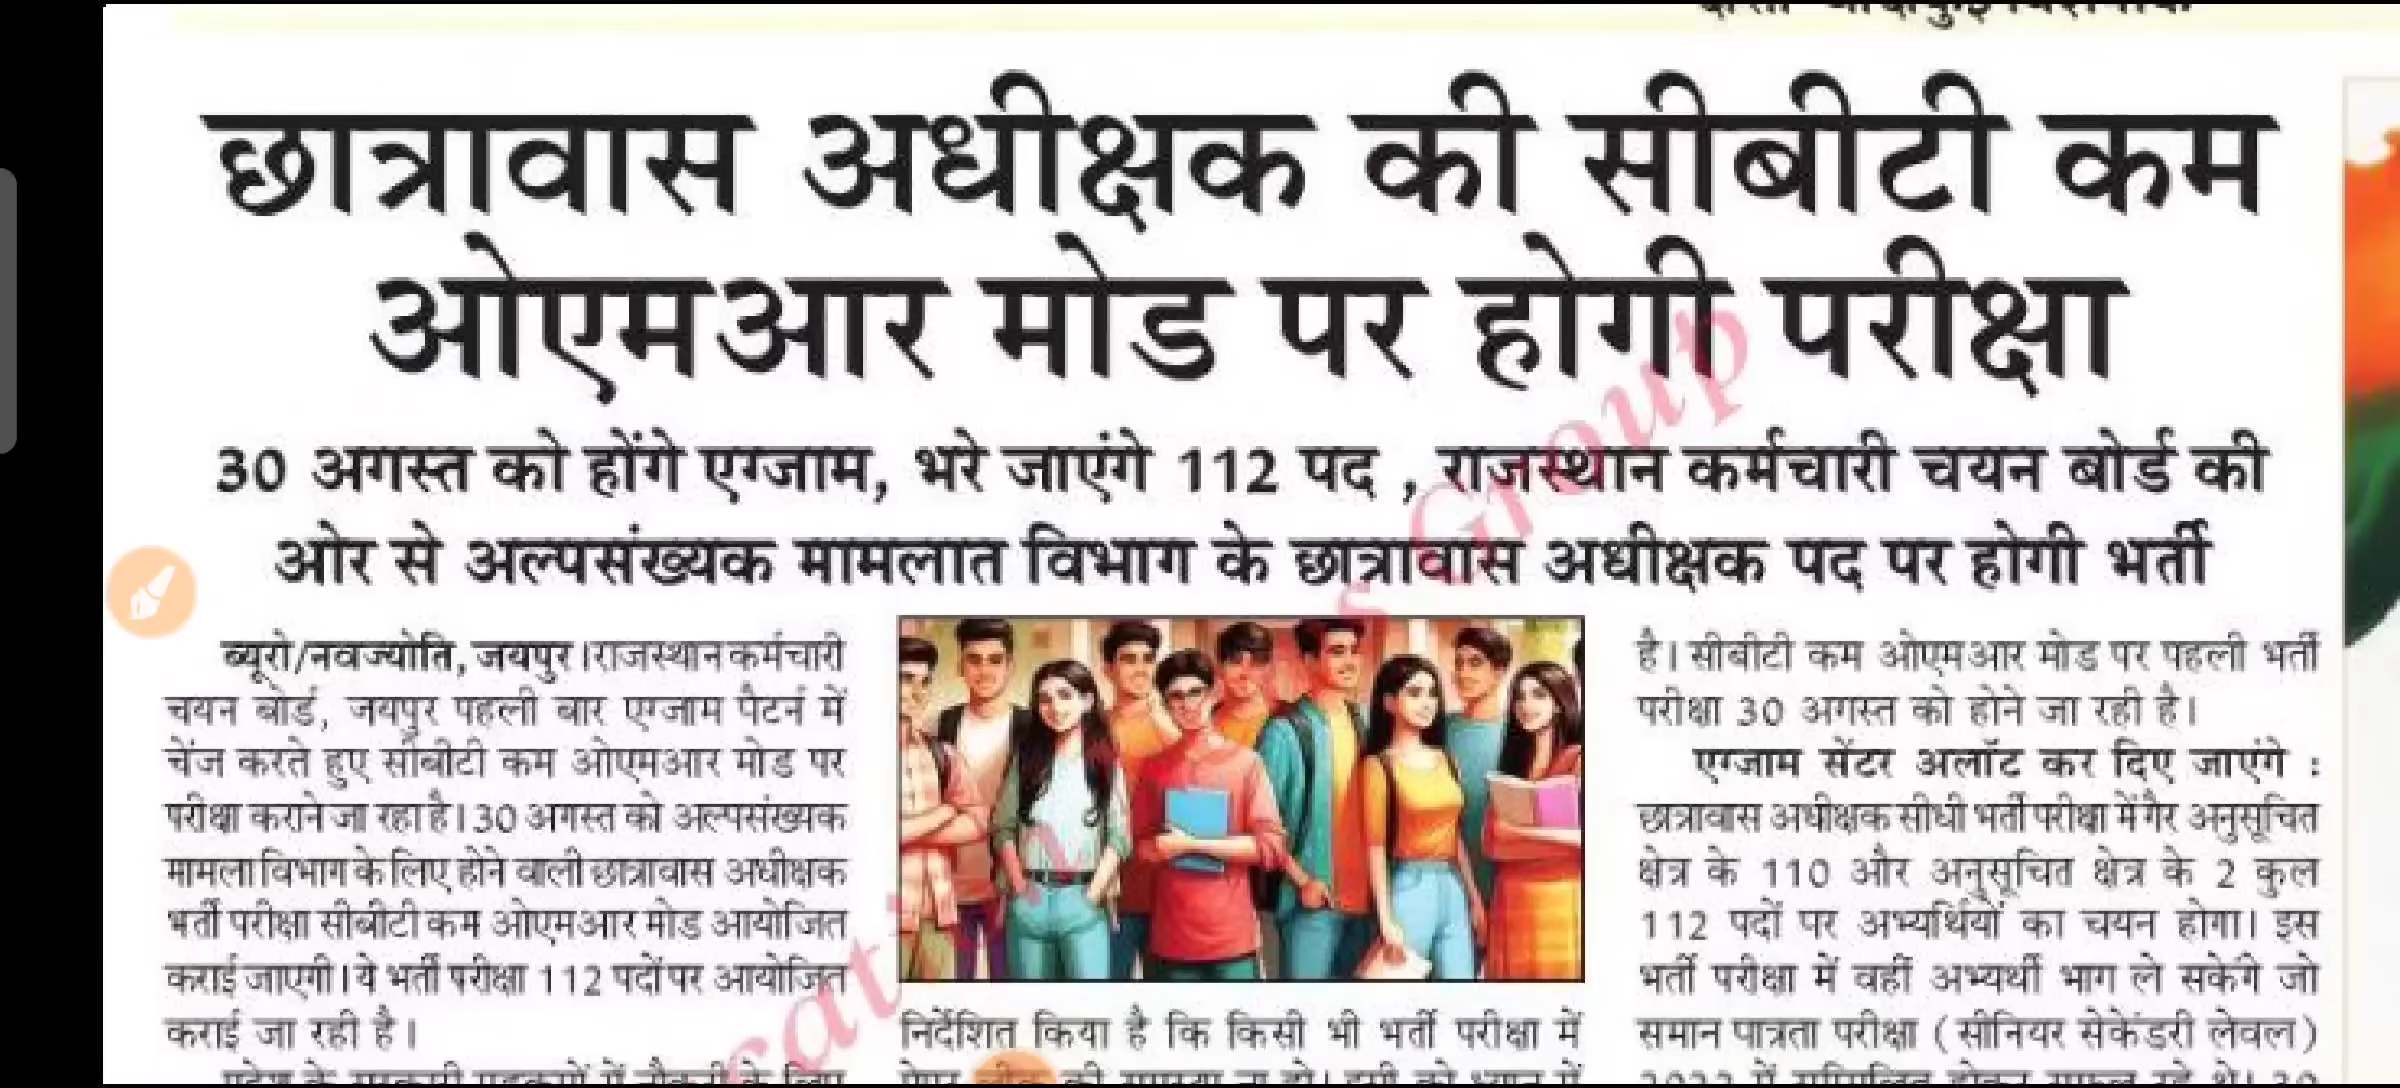 छात्रावास अधीक्षक की सीबीटी कम
ओएमआर मोड पर होगी परीक्षा
30 अगस्त को होंगे एग्जाम, भरे जाएंगे 112 पद , राजस्थान कर्मचारी चयन बोर्ड की
ओर से अल्पसंख्यक मामलात विभाग के छात्रावास अधीक्षक पद पर होगी भर्ती
ब्यूरो/नवज्योति, जयपुर। राजस्थान कर्मचारी
चयन बोर्ड, जयपुर पहली बार एग्जाम पैटर्न में
चेंज करते हुए सीबीटी कम ओएमआर मोड पर
परीक्षा कराने जा रहा है। 30 अगस्त को अल्पसंख्यक
मामला विभाग के लिए होने वाली छात्रावास अधीक्षक
भर्ती परीक्षा सीबीटी कम ओएमआर मोड आयोजित
कराई जाएगी। ये भर्ती परीक्षा 112 पदों पर आयोजित
कराई जा रही है।
निर्देशित किया है कि किसी भी भर्ती परीक्षा में
है। सीबीटी कम ओएमआर मोड पर पहली भर्ती
परीक्षा 30 अगस्त को होने जा रही है।
एग्जाम सेंटर अलॉट कर दिए जाएंगे :
छात्रावास अधीक्षक सीधी भर्ती परीक्षा में गैर अनुसूचित
क्षेत्र के 110 और अनुसूचित क्षेत्र के 2 कुल
112 पदों पर अभ्यर्थियों का चयन होगा। इस
भर्ती परीक्षा में वहीं अभ्यर्थी भाग ले सकेंगे जो
समान पात्रता परीक्षा ( सीनियर सेकेंडरी लेवल )
s Group